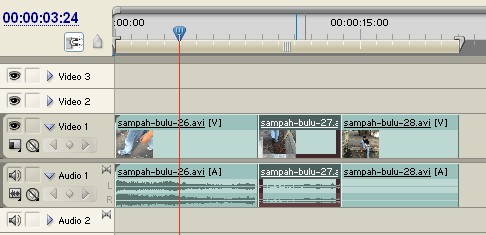 00:00:03:24
:00:00 00:00:15:00
Video 3
Video 2
Video 1 sampah-bulu-26.avi [V] sampah-bulu-27.a sampah-bulu-28.avi [V]
Audio 1 sampah-bulu-26.avi [A] sampah-bulu-27.a sampah-bulu-28.avi [A]
L
R
Audio 2